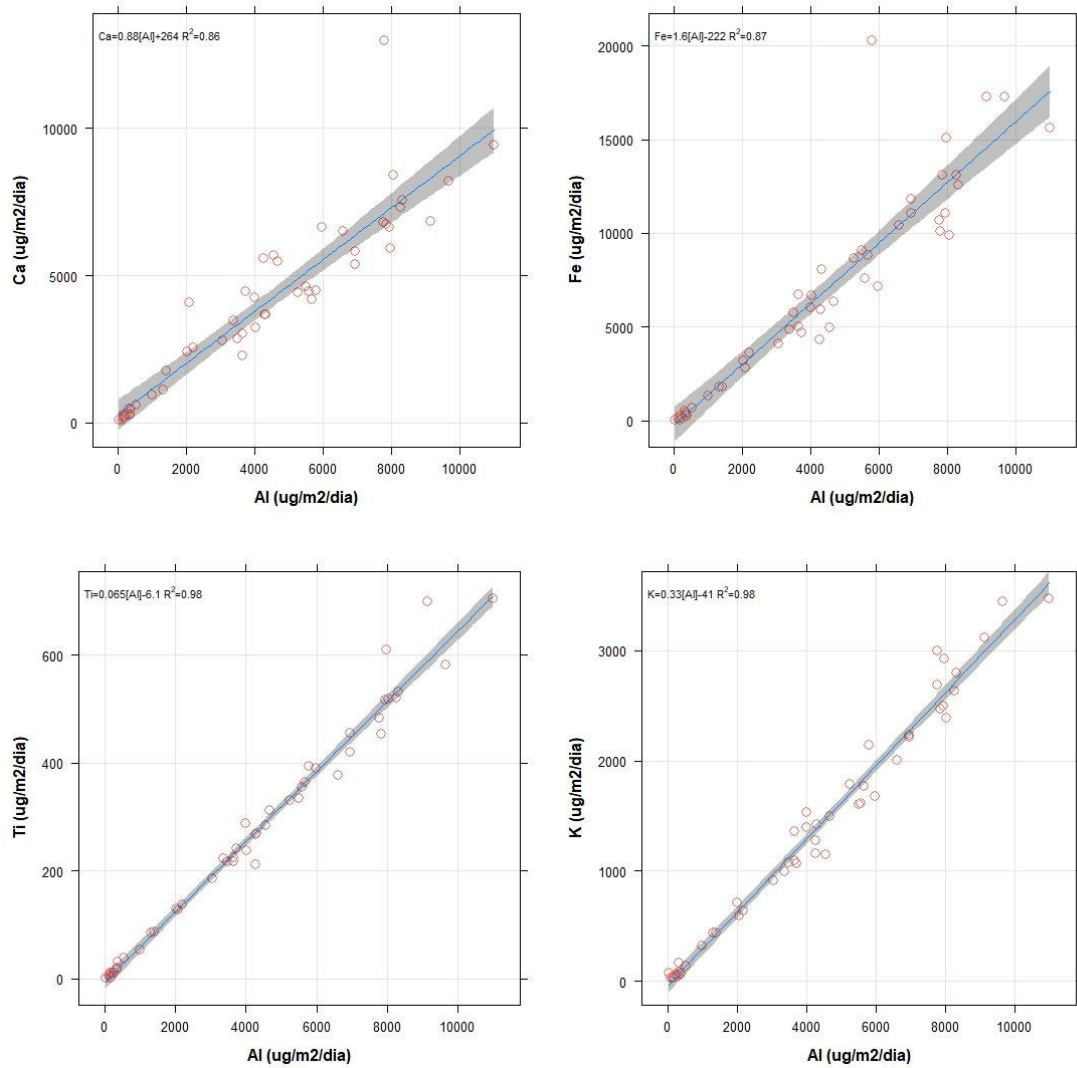 Ca=0.88[Al]+264 R²=0.86
10000
5000
0
Ca (ug/m2/dia)
0 2000 4000 6000 8000 10000
Al (ug/m2/dia)
Fe=1.6[Al]-222 R²=0.87
20000
15000
10000
5000
0
Fe (ug/m2/dia)
0 2000 4000 6000 8000 10000
Al (ug/m2/dia)
Ti=0.065[Al]-6.1 R²=0.98
600
400
200
0
Ti (ug/m2/dia)
0 2000 4000 6000 8000 10000
Al (ug/m2/dia)
K=0.33[Al]-41 R²=0.98
3000
2000
1000
0
K (ug/m2/dia)
0 2000 4000 6000 8000 10000
Al (ug/m2/dia)